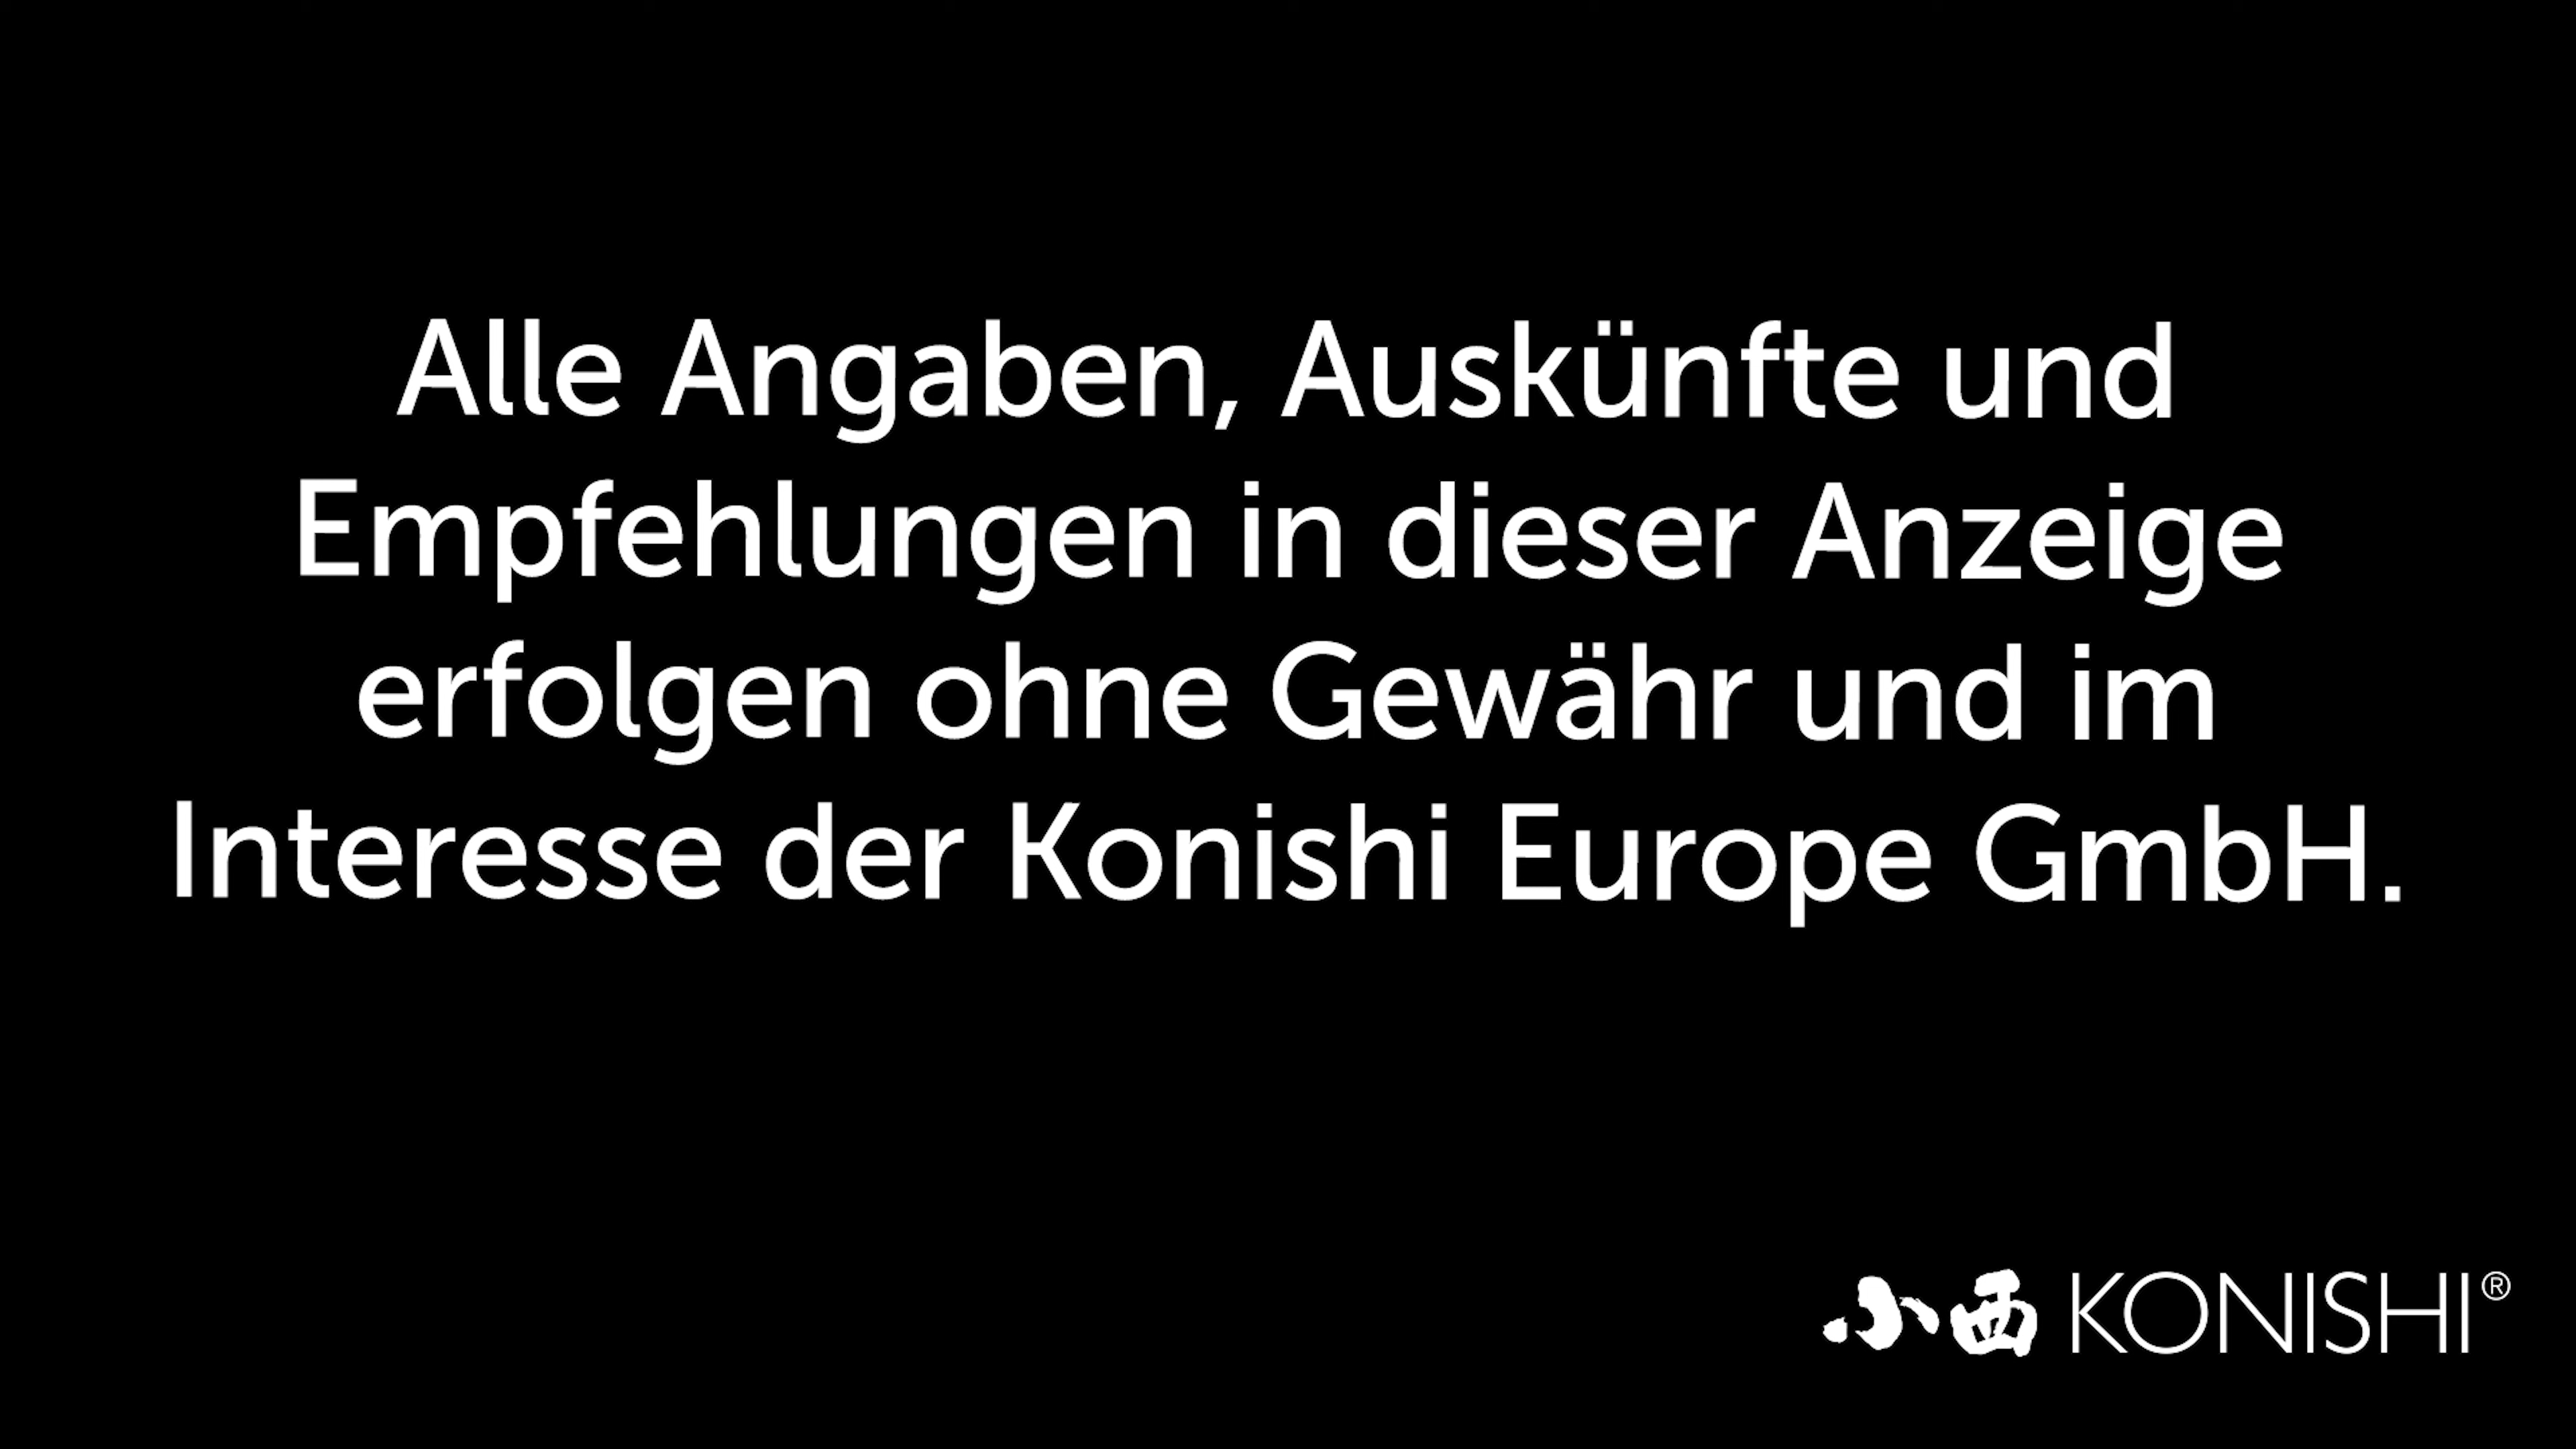 Alle Angaben, Auskünfte und
Empfehlungen in dieser Anzeige
erfolgen ohne Gewähr und im
Interesse der Konishi Europe GmbH.
小西 KONISHI®